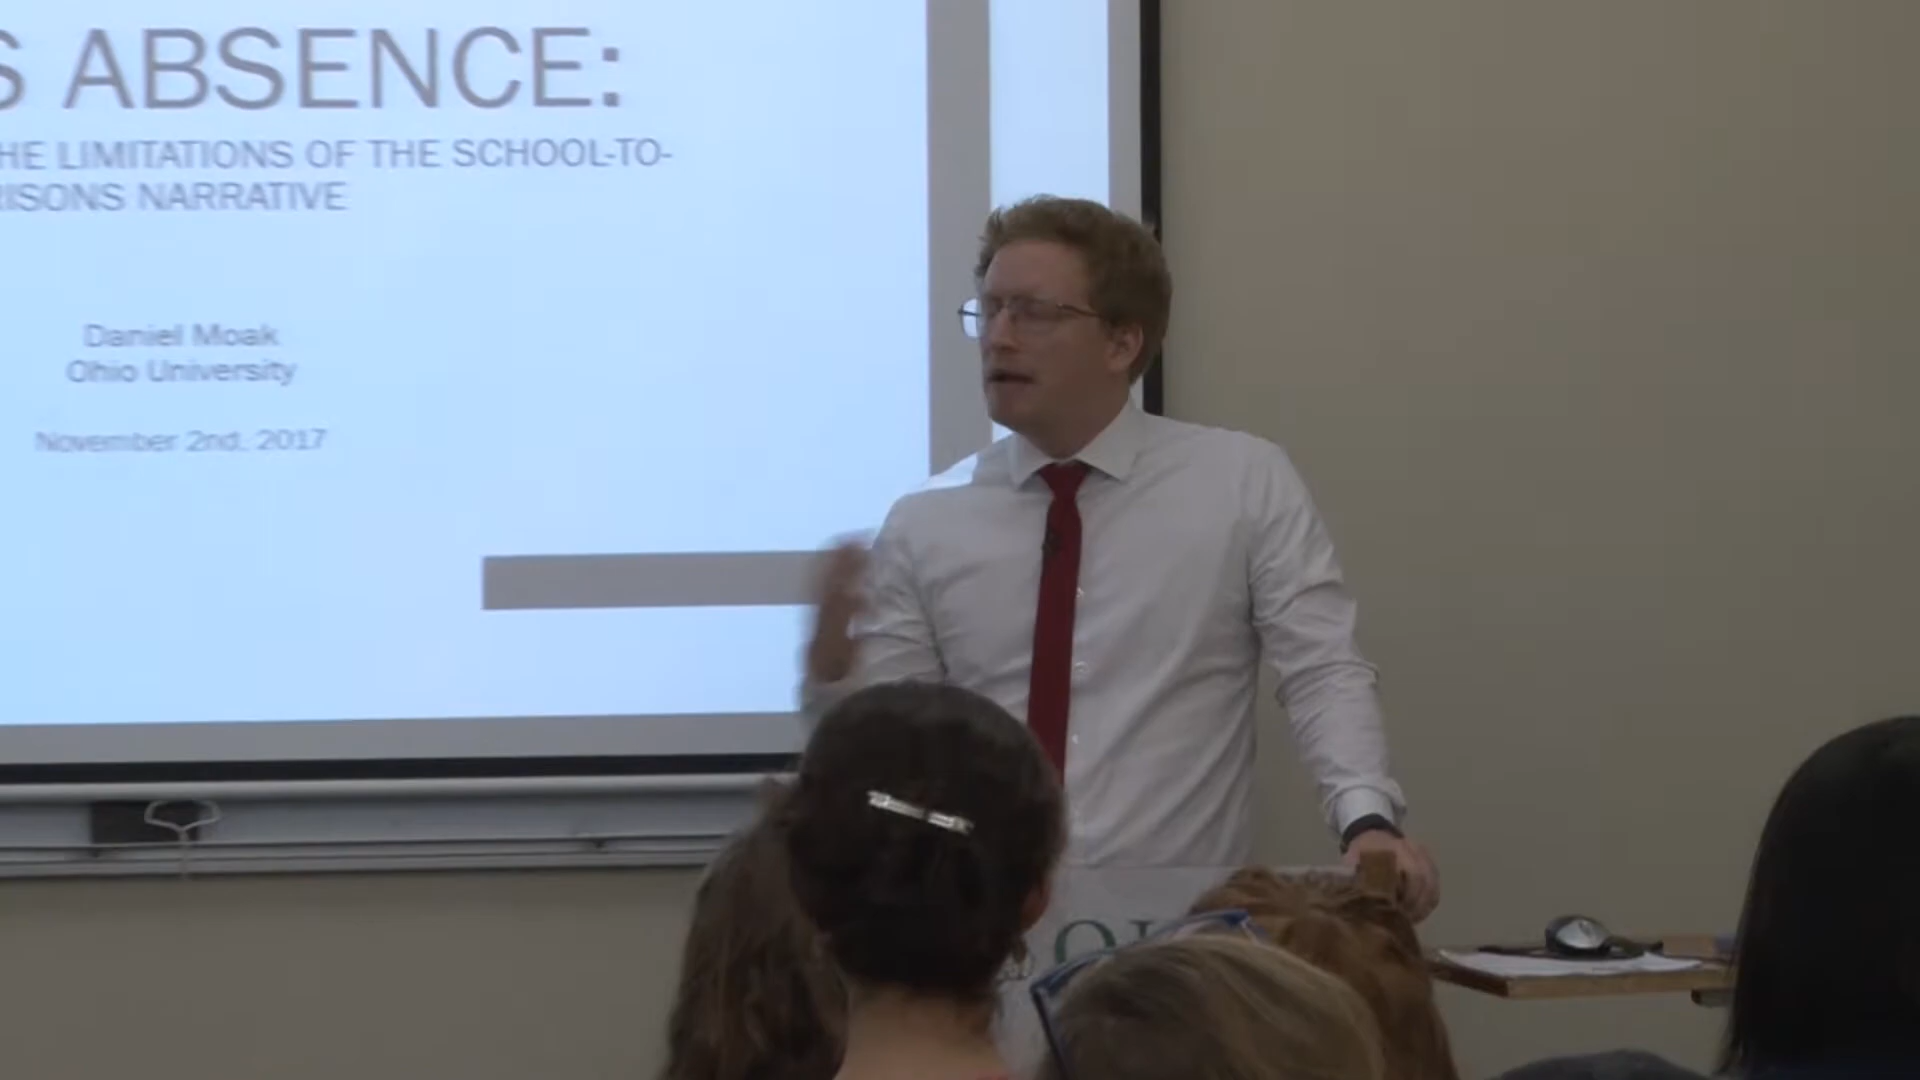 S ABSENCE:
HE LIMITATIONS OF THE SCHOOL-TO-
RISONS NARRATIVE
Daniel Moak
Ohio University
November 2nd, 2017